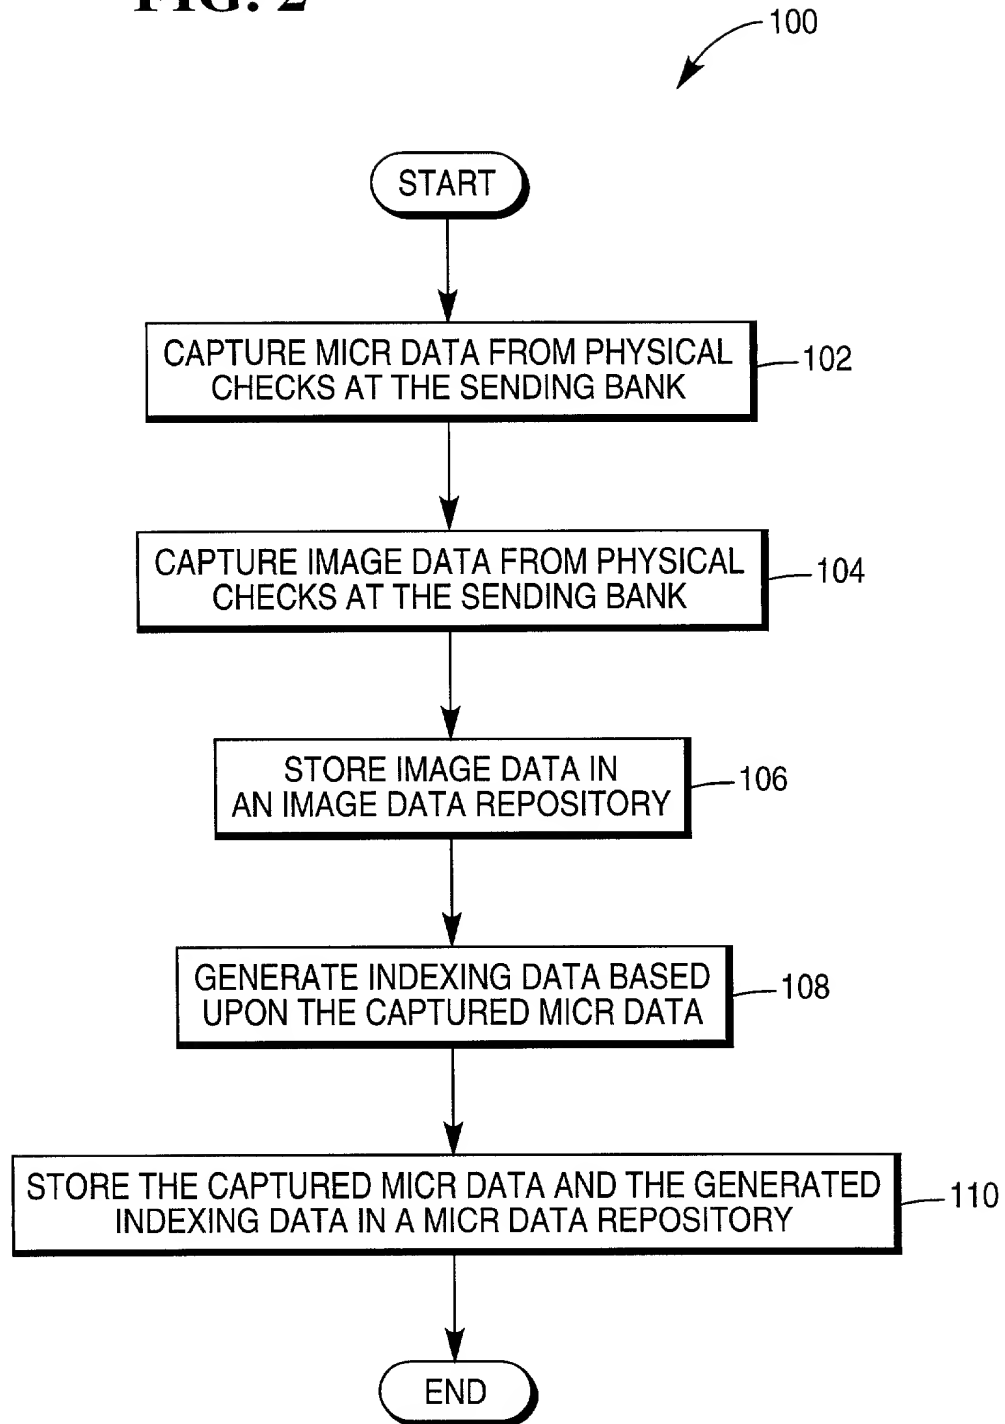 FIG. 2
100
START
CAPTURE MICR DATA FROM PHYSICAL
CHECKS AT THE SENDING BANK
102
CAPTURE IMAGE DATA FROM PHYSICAL
CHECKS AT THE SENDING BANK
104
STORE IMAGE DATA IN
AN IMAGE DATA REPOSITORY
106
GENERATE INDEXING DATA BASED
UPON THE CAPTURED MICR DATA
108
STORE THE CAPTURED MICR DATA AND THE GENERATED
INDEXING DATA IN A MICR DATA REPOSITORY
110
END